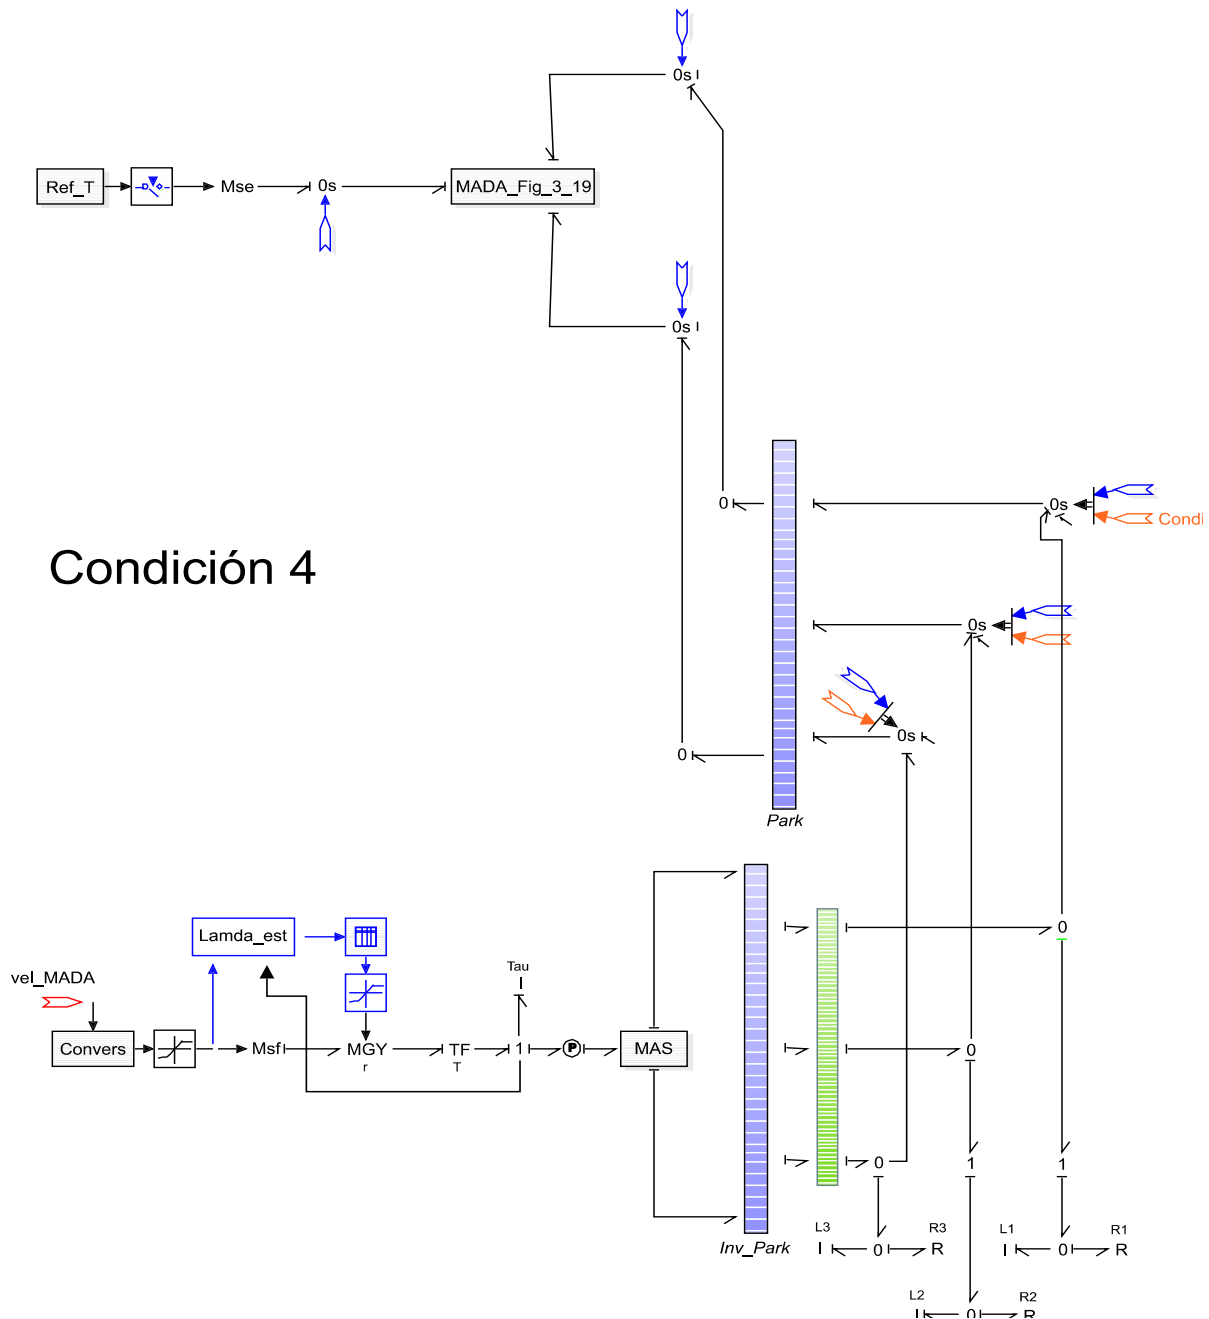 0s I
Ref_T
Mse
0s
MADA_Fig_3_19
0s I
0
0s
Condi
Condición 4
0s
0s
0
Park
Lamda_est
0
Tau
I
vel_MADA
Convers
Msf
MGY
r
TF
T
1
P
MAS
0
0
1
1
L3
R3
L1
R1
I
0
R
I
0
R
Inv_Park
L2
R2
I
0
R